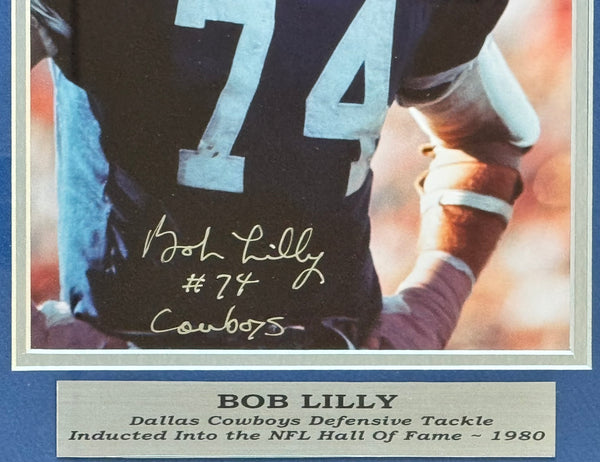 74
Bob Lilly
#74
Cowboys
BOB LILLY
Dallas Cowboys Defensive Tackle
Inducted Into the NFL Hall Of Fame ~ 1980